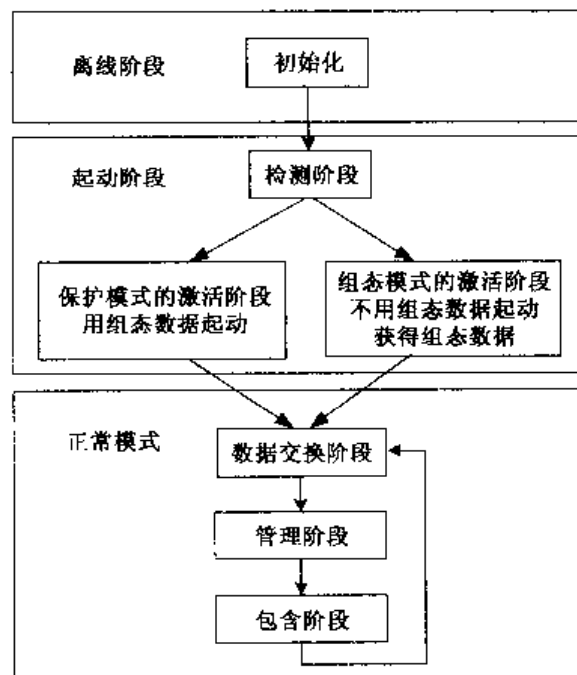 离线阶段
初始化
起动阶段
检测阶段
保护模式的激活阶段
用组态数据起动
组态模式的激活阶段
不用组态数据起动
获得组态数据
正常模式
数据交换阶段
管理阶段
包含阶段